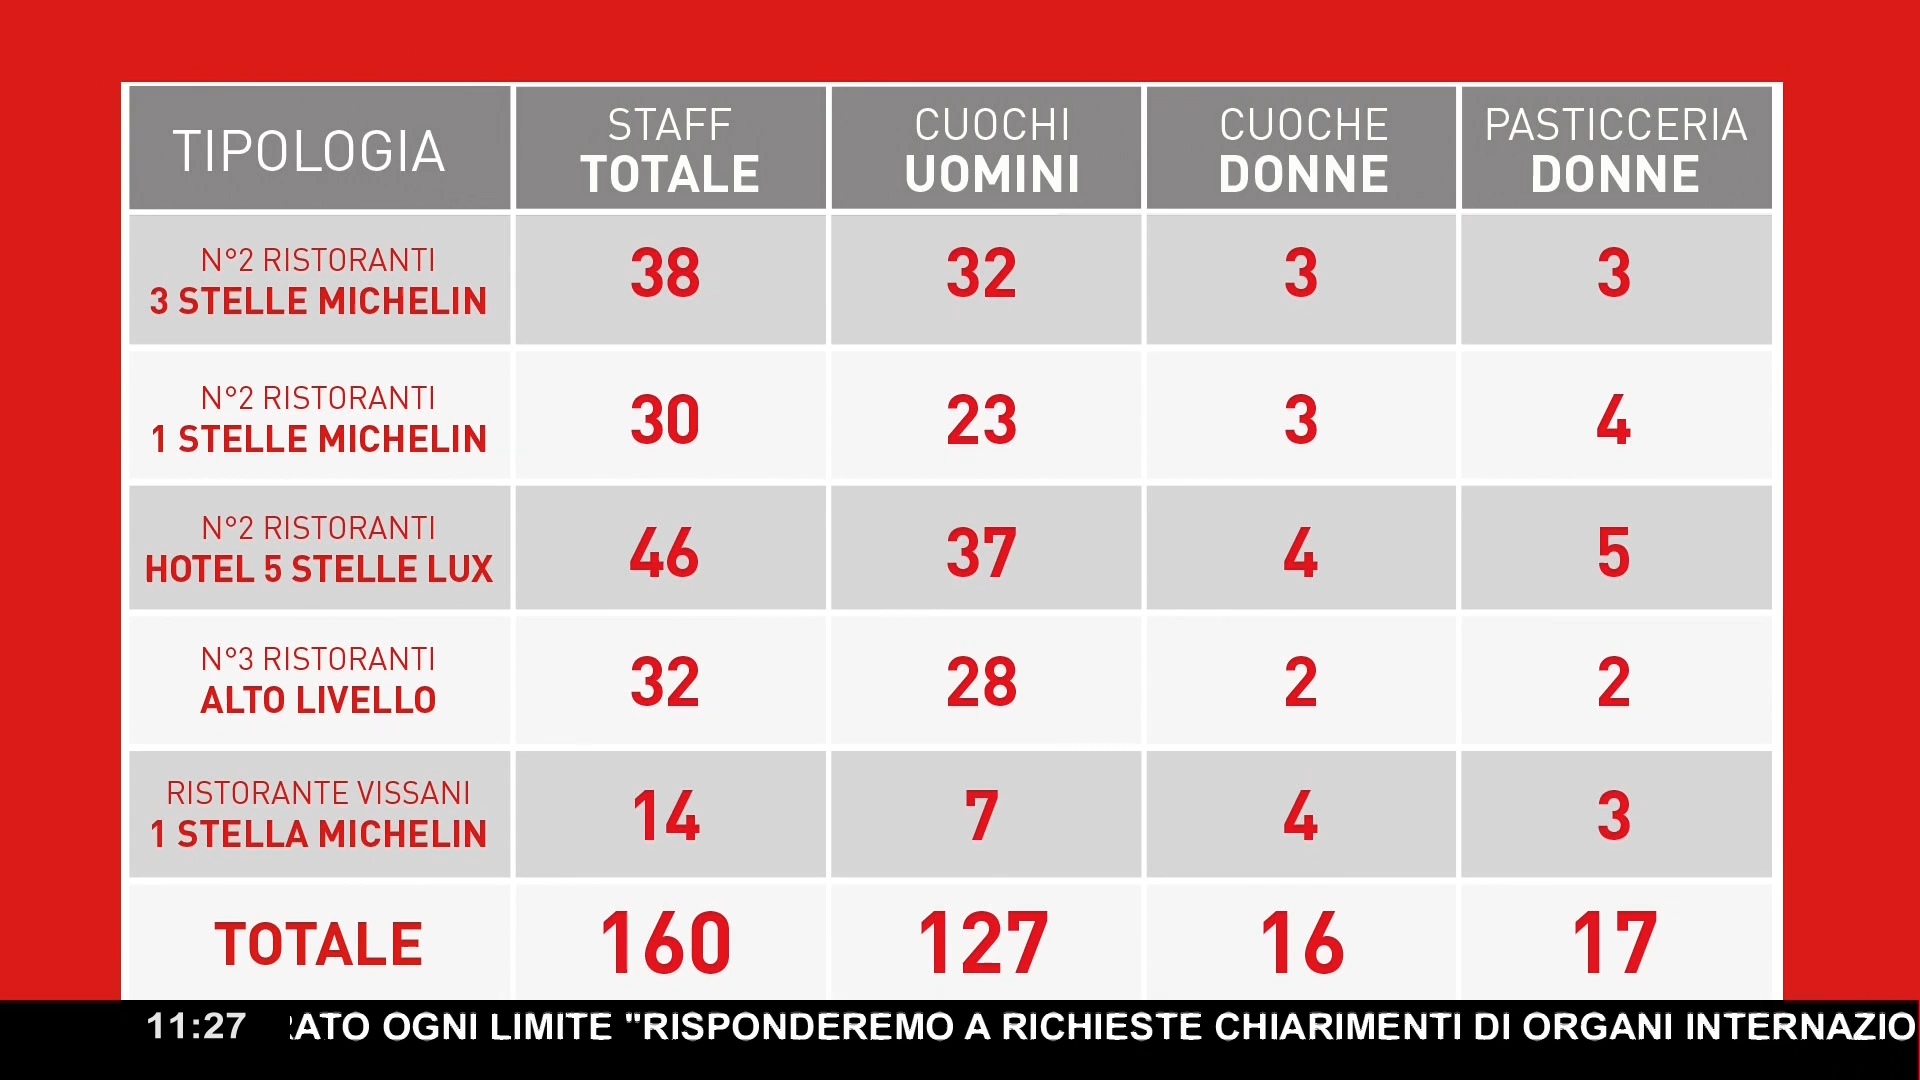 TIPOLOGIA
STAFF
TOTALE
CUOCHI
UOMINI
CUOCHE
DONNE
PASTICCERIA
DONNE
N°2 RISTORANTI
3 STELLE MICHELIN
38
32
3
3
N°2 RISTORANTI
1 STELLE MICHELIN
30
23
3
4
N°2 RISTORANTI
HOTEL 5 STELLE LUX
46
37
4
5
N°3 RISTORANTI
ALTO LIVELLO
32
28
2
2
RISTORANTE VISSANI
1 STELLA MICHELIN
14
7
4
3
TOTALE
160
127
16
17
11:27
RATO OGNI LIMITE "RISPONDEREMO A RICHIESTE CHIARIMENTI DI ORGANI INTERNAZIO